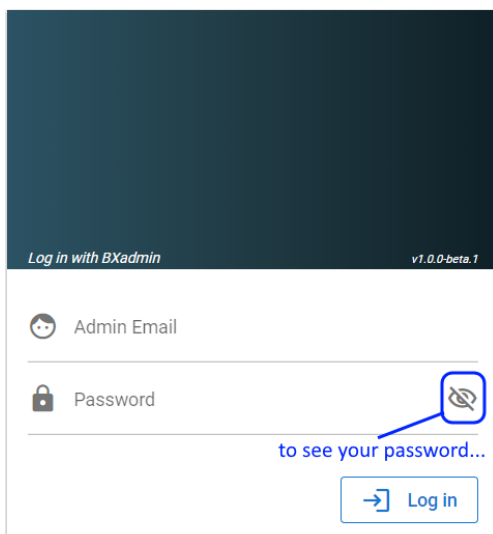 Log in with BXadmin v1.0.0-beta.1
Admin Email
Password
to see your password...
Log in